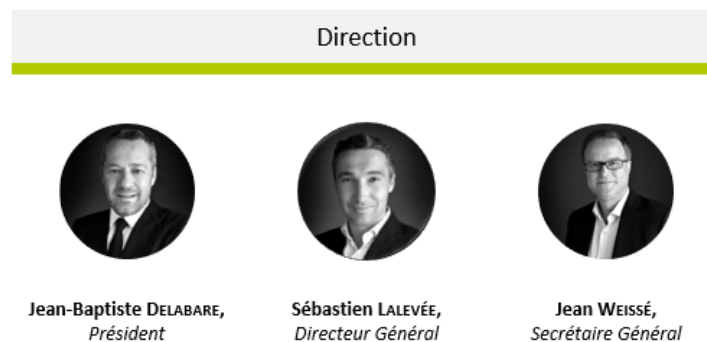 Direction
Jean-Baptiste DELABARE,
Président
Sébastien LALEVÉE,
Directeur Général
Jean WEISSÉ,
Secrétaire Général